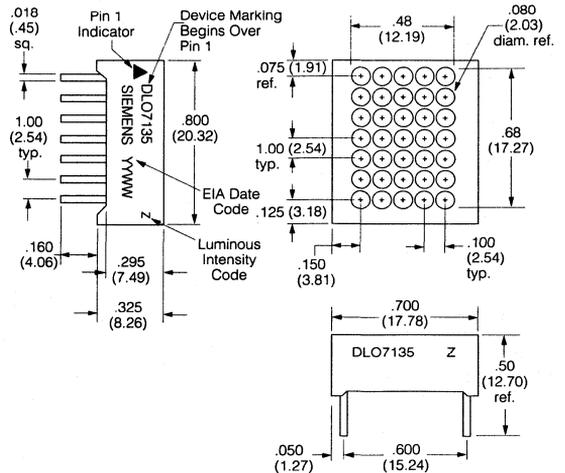 .018
(.45)
sq.
Pin 1
Indicator
Device Marking
Begins Over
Pin 1
DLO7135
SIEMENS YYWW
Z
1.00
(2.54)
typ.
.800
(20.32)
EIA Date
Code
Luminous
Intensity
Code
.160
(4.06)
.295
(7.49)
.325
(8.26)
.48
(12.19)
.080
(2.03)
diam. ref.
.075 (1.91)
ref.
1.00 (2.54)
typ.
.68
(17.27)
.125 (3.18)
.150
(3.81)
.100
(2.54)
typ.
.700
(17.78)
DLO7135 Z
.50
(12.70)
ref.
.050
(1.27)
.600
(15.24)